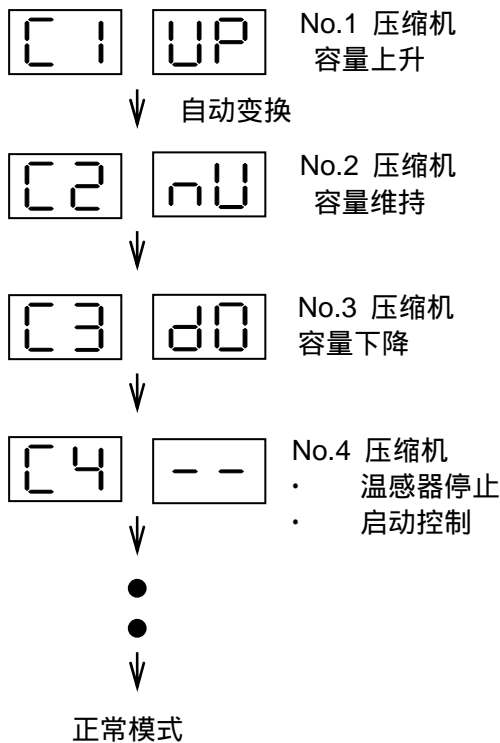 C1 UP No.1 压缩机
容量上升
自动变换
C2 nU No.2 压缩机
容量维持
C3 dO No.3 压缩机
容量下降
C4 -- No.4 压缩机
· 温感器停止
· 启动控制
正常模式